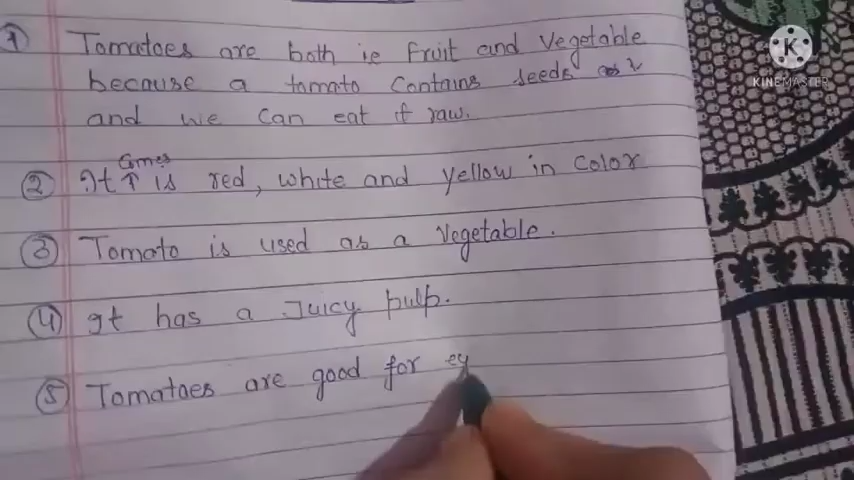 1 Tomatoes are both ie fruit and vegetable
because a tomato contains seeds
and we can eat it raw.
Comes
2 It is red, white and yellow in color
3 Tomato is used as a vegetable.
4 It has a Juicy pulp.
5 Tomatoes are good for ey
K
KINEMASTER